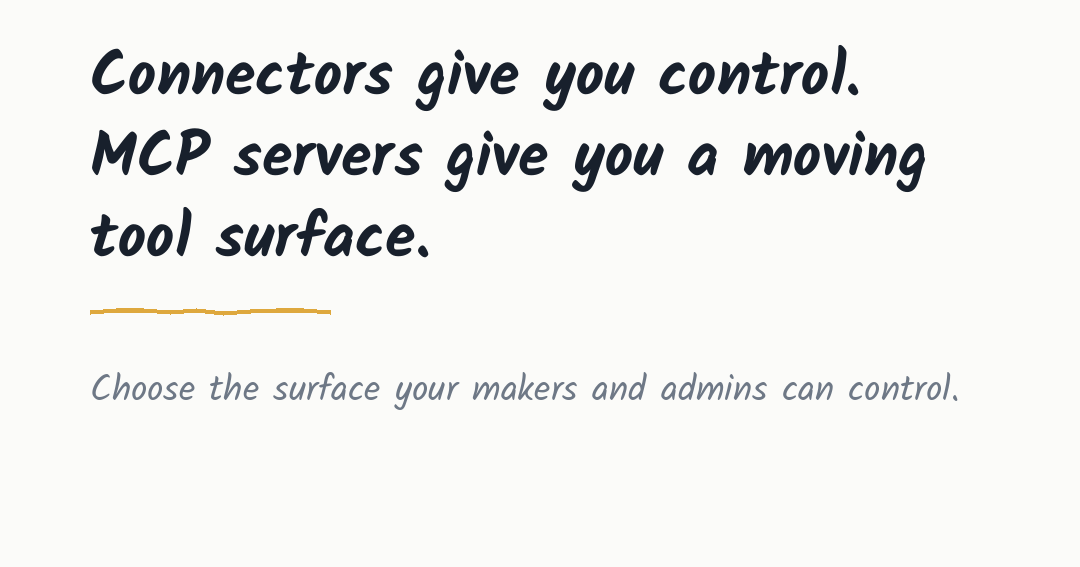 Connectors give you control.
MCP servers give you a moving
tool surface.
Choose the surface your makers and admins can control.